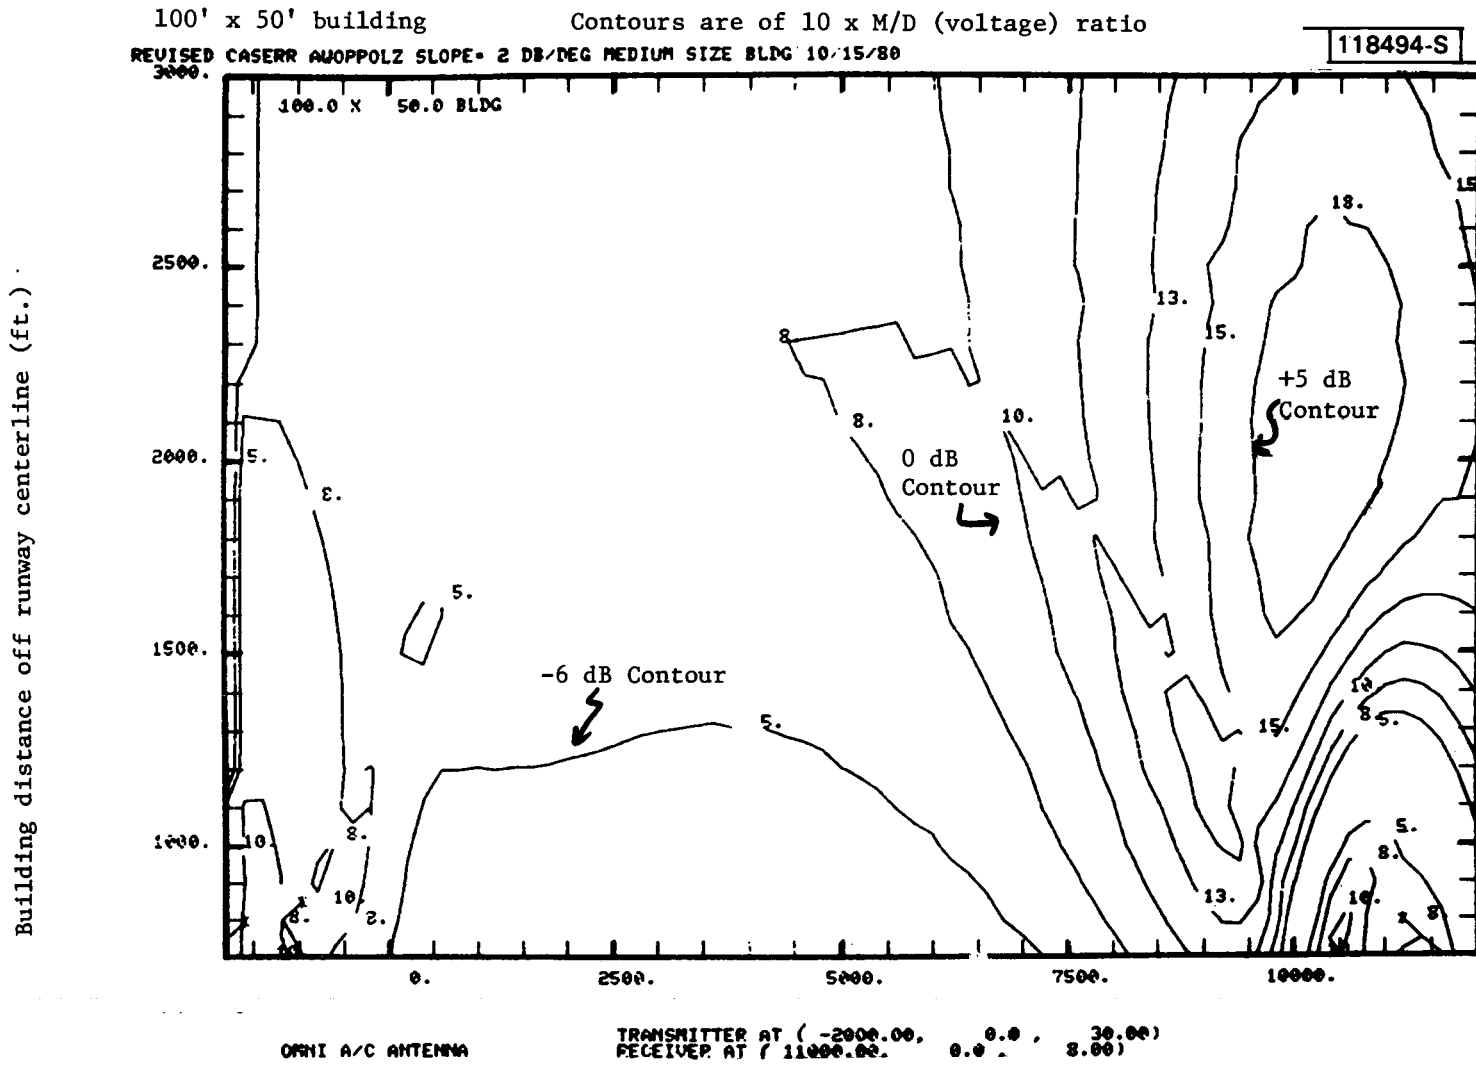 100' x 50' building
Contours are of 10 x M/D (voltage) ratio
118494-S
REVISED CASERR AWOPPOLZ SLOPE= 2 DB/DEG MEDIUM SIZE BLDG 10/15/80
3000.
100.0 X 50.0 BLDG
15
18.
2500.
13.
15.
8.
+5 dB
Contour
10.
8.
0 dB
Contour
2000.
5.
3.
5.
1500.
-6 dB Contour
10.
8.
5.
5.
15.
1000.
10.
8.
5.
8.
10.
13.
10.
8.
2.
8
Building distance off runway centerline (ft.)
0.
2500.
5000.
7500.
10000.
OMNI A/C ANTENNA
TRANSMITTER AT ( -2000.00, 0.0 , 30.00)
RECEIVER AT ( 11000.00, 0.0 , 8.00)